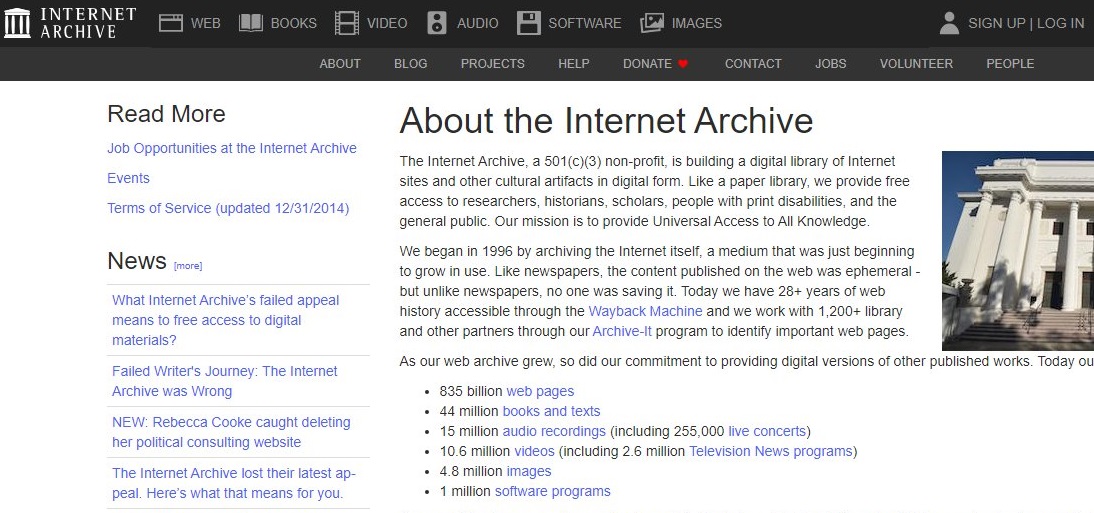 INTERNET
ARCHIVE
WEB BOOKS VIDEO AUDIO SOFTWARE IMAGES SIGN UP | LOG IN
ABOUT BLOG PROJECTS HELP DONATE CONTACT JOBS VOLUNTEER PEOPLE
Read More
Job Opportunities at the Internet Archive
Events
Terms of Service (updated 12/31/2014)
News [more]
What Internet Archive's failed appeal
means to free access to digital
materials?
Failed Writer's Journey: The Internet
Archive was Wrong
NEW: Rebecca Cooke caught deleting
her political consulting website
The Internet Archive lost their latest ap-
peal. Here's what that means for you.
About the Internet Archive
The Internet Archive, a 501(c)(3) non-profit, is building a digital library of Internet
sites and other cultural artifacts in digital form. Like a paper library, we provide free
access to researchers, historians, scholars, people with print disabilities, and the
general public. Our mission is to provide Universal Access to All Knowledge.
We began in 1996 by archiving the Internet itself, a medium that was just beginning
to grow in use. Like newspapers, the content published on the web was ephemeral -
but unlike newspapers, no one was saving it. Today we have 28+ years of web
history accessible through the Wayback Machine and we work with 1,200+ library
and other partners through our Archive-It program to identify important web pages.
As our web archive grew, so did our commitment to providing digital versions of other published works. Today ou
• 835 billion web pages
• 44 million books and texts
• 15 million audio recordings (including 255,000 live concerts)
• 10.6 million videos (including 2.6 million Television News programs)
• 4.8 million images
• 1 million software programs